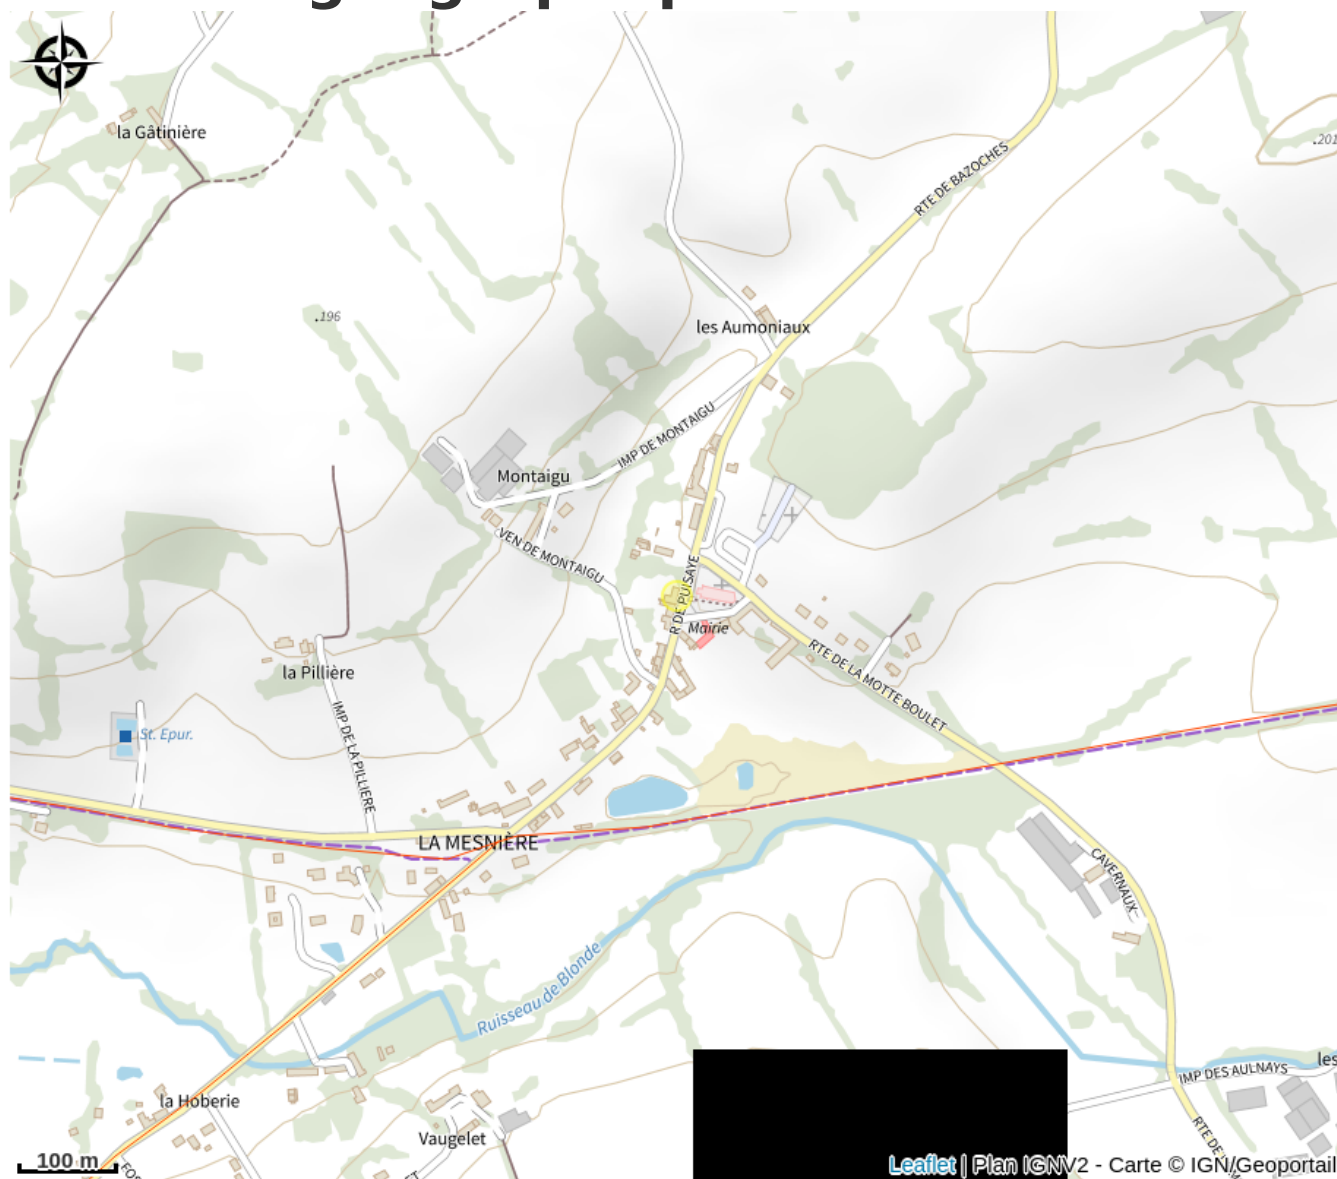 la Gâtinière
.201
RTE DE BAZOCHES
.196
les Aumoniaux
IMP DE MONTAIGU
Montaigu
VEN DE MONTAIGU
R DE PUISAYE
Mairie
RTE DE LA MOTTE BOULET
la Pillière
IMP DE LA PILLIERE
St. Epur.
LA MESNIÈRE
CAVERNAUX
Ruisseau de Blonde
les
IMP DES AULNAYS
la Hoberie
Vaugelet
RTE DE
100 m
Leaflet | Plan IGNV2 - Carte © IGN/Geoportail